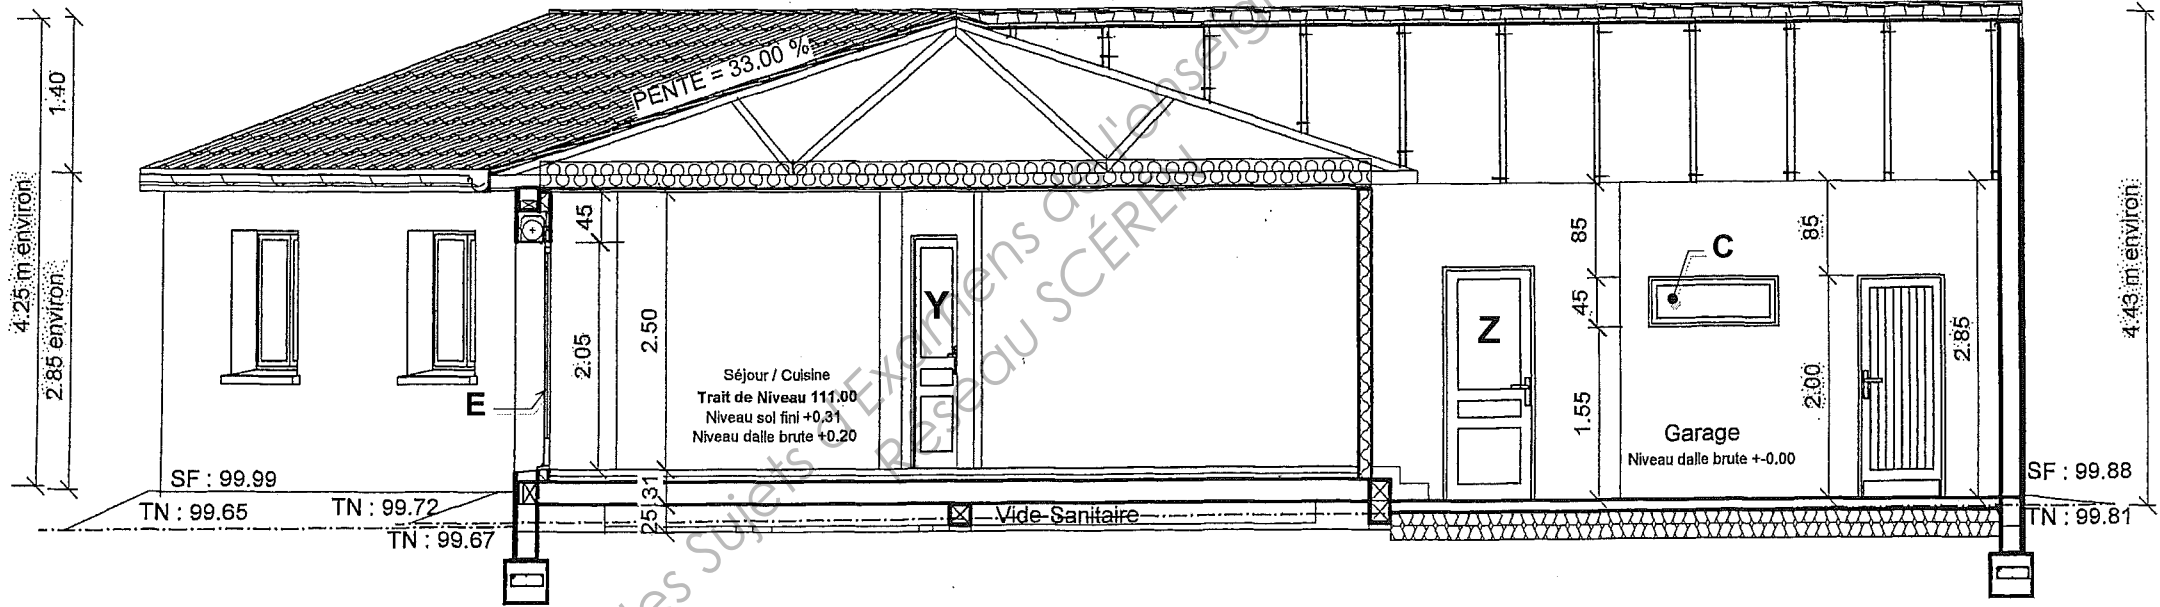 PENTE = 33.00 %
1.40
4.25 m environ
2.85 environ
45
2.05
2.50
Y
E
Séjour / Cuisine
Trait de Niveau 111.00
Niveau sol fini +0.31
Niveau dalle brute +0.20
85
45
1.55
Z
C
85
2.00
2.85
4.43 m environ
Garage
Niveau dalle brute +-0.00
SF : 99.99
TN : 99.65
TN : 99.72
TN : 99.67
31
25
Vide-Sanitaire
SF : 99.88
TN : 99.81
des Sujets d'Examens de l'enseig
Réseau SCÉREN